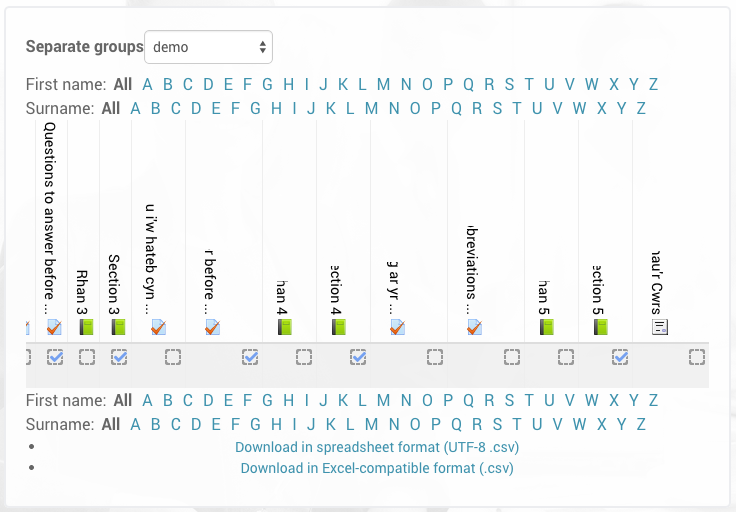 Separate groups demo
First name: All A B C D E F G H I J K L M N O P Q R S T U V W X Y Z
Surname: All A B C D E F G H I J K L M N O P Q R S T U V W X Y Z
Questions to answer before ...
Rhan 3
Section 3
u i'w hateb cyn ...
r before ...
han 4
ection 4
g ar yr ...
breviations ...
han 5
ection 5
nau'r Cwrs
First name: All A B C D E F G H I J K L M N O P Q R S T U V W X Y Z
Surname: All A B C D E F G H I J K L M N O P Q R S T U V W X Y Z
Download in spreadsheet format (UTF-8 .csv)
Download in Excel-compatible format (.csv)